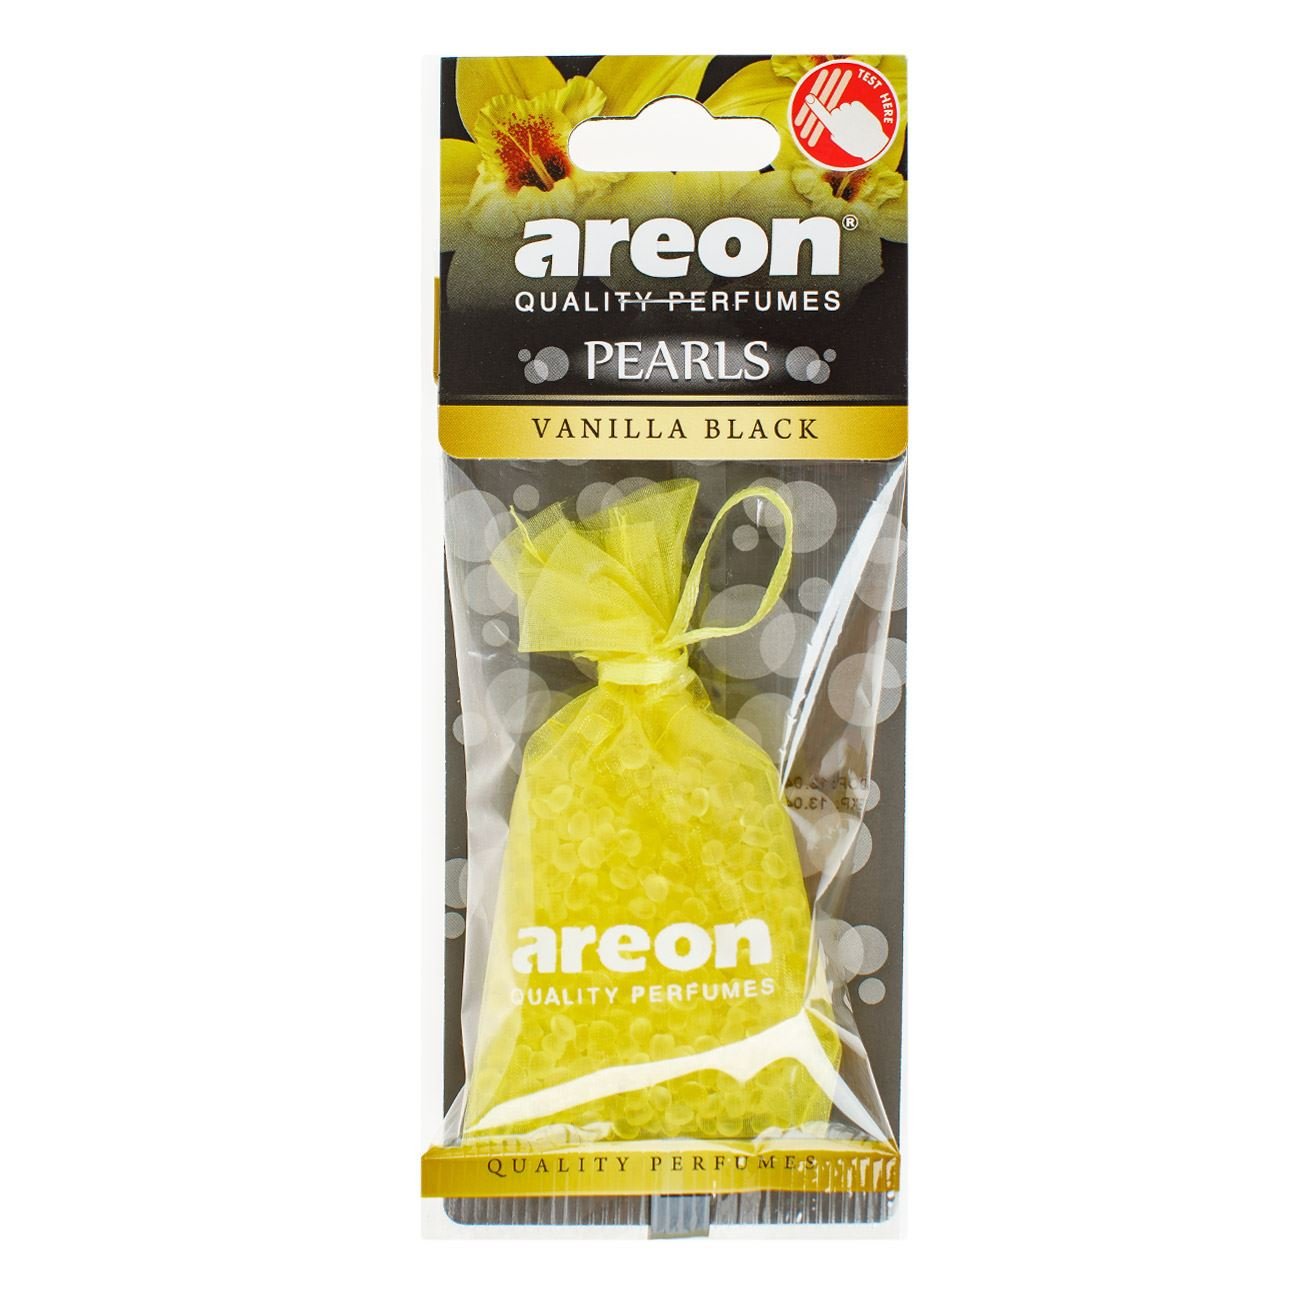 TEST HERE
areon®
QUALITY PERFUMES
PEARLS
VANILLA BLACK
areon
QUALITY PERFUMES
QUALITY PERFUMES